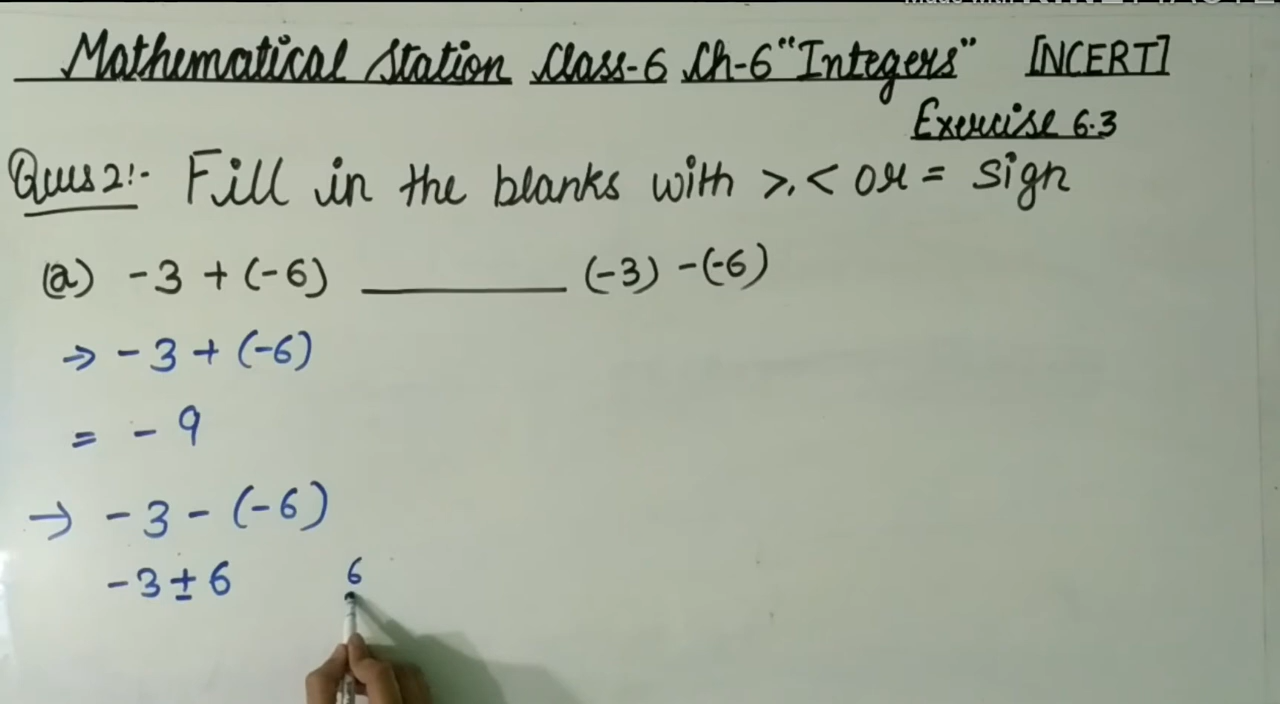 Mathematical Station Class-6 Ch-6 "Integers" [NCERT]
Exercise 6.3
Ques 2:- Fill in the blanks with >, < or = sign
(a) -3 + (-6) ________ (-3) -(-6)
→ -3 + (-6)
= -9
→ -3 - (-6)
-3 ± 6 6